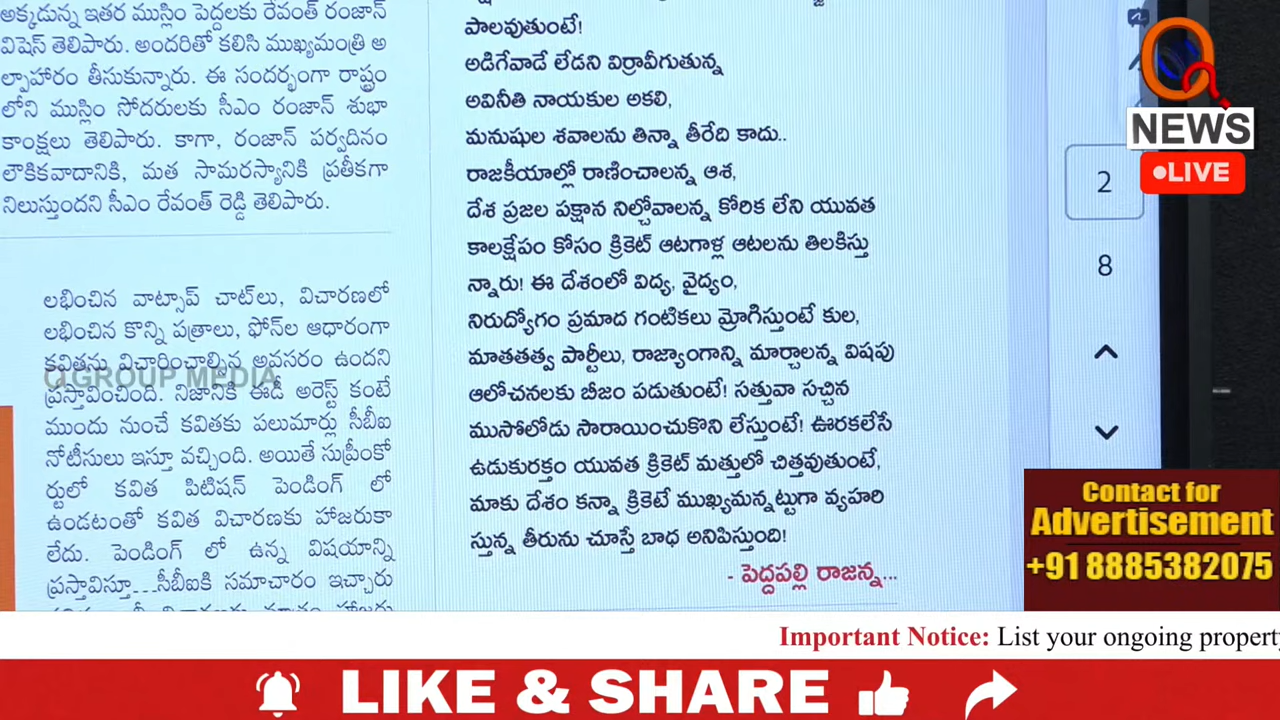 అక్కడున్న ఇతర ముస్లిం పెద్దలకు రేవంత్ రంజాన్
విషెస్ తెలిపారు. అందరితో కలిసి ముఖ్యమంత్రి అ
ల్పాహారం తీసుకున్నారు. ఈ సందర్భంగా రాష్ట్రం
లోని ముస్లిం సోదరులకు సీఎం రంజాన్ శుభా
కాంక్షలు తెలిపారు. కాగా, రంజాన్ పర్వదినం
లౌకికవాదానికి, మత సామరస్యానికి ప్రతీకగా
నిలుస్తుందని సీఎం రేవంత్ రెడ్డి తెలిపారు.
లభించిన వాట్సాప్ చాట్‌లు, విచారణలో
లభించిన కొన్ని పత్రాలు, ఫోన్‌ల ఆధారంగా
కవితను విచారించాల్సిన అవసరం ఉందని
ప్రస్తావించింది. నిజానికి ఈడీ అరెస్ట్ కంటే
ముందు నుంచే కవితకు పలుమార్లు సీబీఐ
నోటీసులు ఇస్తూ వచ్చింది. అయితే సుప్రీంకో
ర్టులో కవిత పిటిషన్ పెండింగ్ లో
ఉండటంతో కవిత విచారణకు హాజరుకా
లేదు. పెండింగ్ లో ఉన్న విషయాన్ని
ప్రస్తావిస్తూ...సీబీఐకి సమాచారం ఇచ్చారు
Q GROUP MEDIA
పాలవుతుంటే!
అడిగేవాడే లేడని విర్రావీగుతున్న
అవినీతి నాయకుల అకలి,
మనుషుల శవాలను తిన్నా తీరేది కాదు..
రాజకీయాల్లో రాణించాలన్న ఆశ,
దేశ ప్రజల పక్షాన నిల్చోవాలన్న కోరిక లేని యువత
కాలక్షేపం కోసం క్రికెట్ ఆటగాళ్ల ఆటలను తిలకిస్తు
న్నారు! ఈ దేశంలో విద్య, వైద్యం,
నిరుద్యోగం ప్రమాద గంటికలు మ్రోగిస్తుంటే కుల,
మాతతత్వ పార్టీలు, రాజ్యాంగాన్ని మార్చాలన్న విషపు
ఆలోచనలకు బీజం పడుతుంటే! సత్తువా సచ్చిన
ముసోలోడు సారాయించుకొని లేస్తుంటే! ఊరకలేసే
ఉడుకురక్తం యువత క్రికెట్ మత్తులో చిత్తవుతుంటే,
మాకు దేశం కన్నా క్రికెటే ముఖ్యమన్నట్టుగా వ్యహరి
స్తున్న తీరును చూస్తే బాధ అనిపిస్తుంది!
- పెద్దపల్లి రాజన్న...
2
8
Q
NEWS
LIVE
Contact for
Advertisement
+91 8885382075
Important Notice: List your ongoing property
LIKE & SHARE